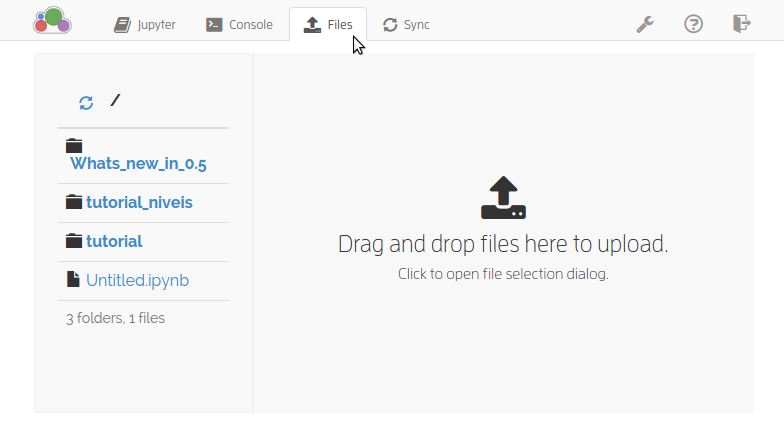 Jupyter
Console
Files
Sync
/
Whats_new_in_0.5
tutorial_niveis
tutorial
Untitled.ipynb
3 folders, 1 files
Drag and drop files here to upload.
Click to open file selection dialog.